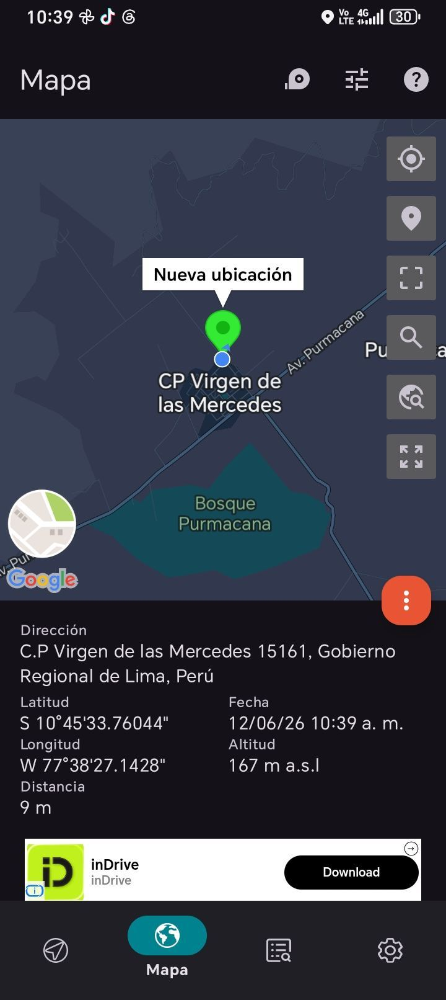 10:39
Vo LTE 4G 30
Mapa
Nueva ubicación
Av. Purmacana
CP Virgen de
las Mercedes
Bosque
Purmacana
Google
Dirección
C.P Virgen de las Mercedes 15161, Gobierno
Regional de Lima, Perú
Latitud
S 10°45'33.76044"
Fecha
12/06/26 10:39 a. m.
Longitud
W 77°38'27.1428"
Altitud
167 m a.s.l
Distancia
9 m
inDrive
inDrive
Download
Mapa